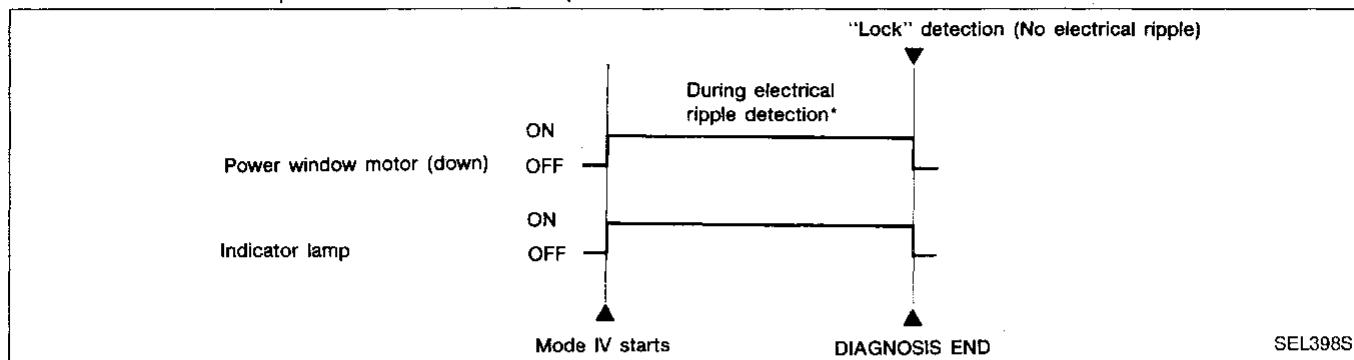 "Lock" detection (No electrical ripple)
During electrical
ripple detection*
ON
Power window motor (down) OFF
ON
Indicator lamp OFF
Mode IV starts DIAGNOSIS END SEL398S